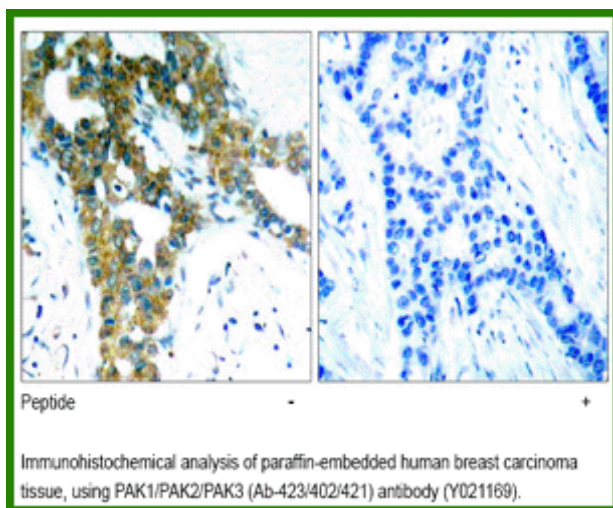 Peptide - +
Immunohistochemical analysis of paraffin-embedded human breast carcinoma
tissue, using PAK1/PAK2/PAK3 (Ab-423/402/421) antibody (Y021169).